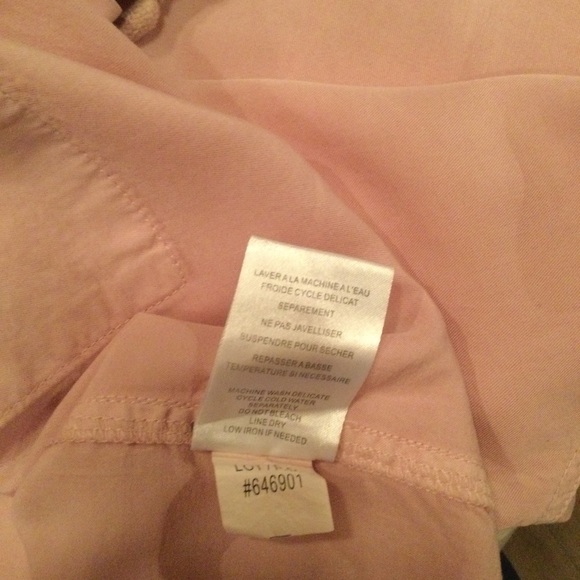 LAVER A LA MACHINE A L'EAU
FROIDE CYCLE DELICAT
SEPAREMENT
NE PAS JAVELLISER
SUSPENDRE POUR SECHER
REPASSER A BASSE
TEMPERATURE SI NECESSAIRE
MACHINE WASH DELICATE
CYCLE COLD WATER
SEPARATELY
DO NOT BLEACH
LINE DRY
LOW IRON IF NEEDED
#646901